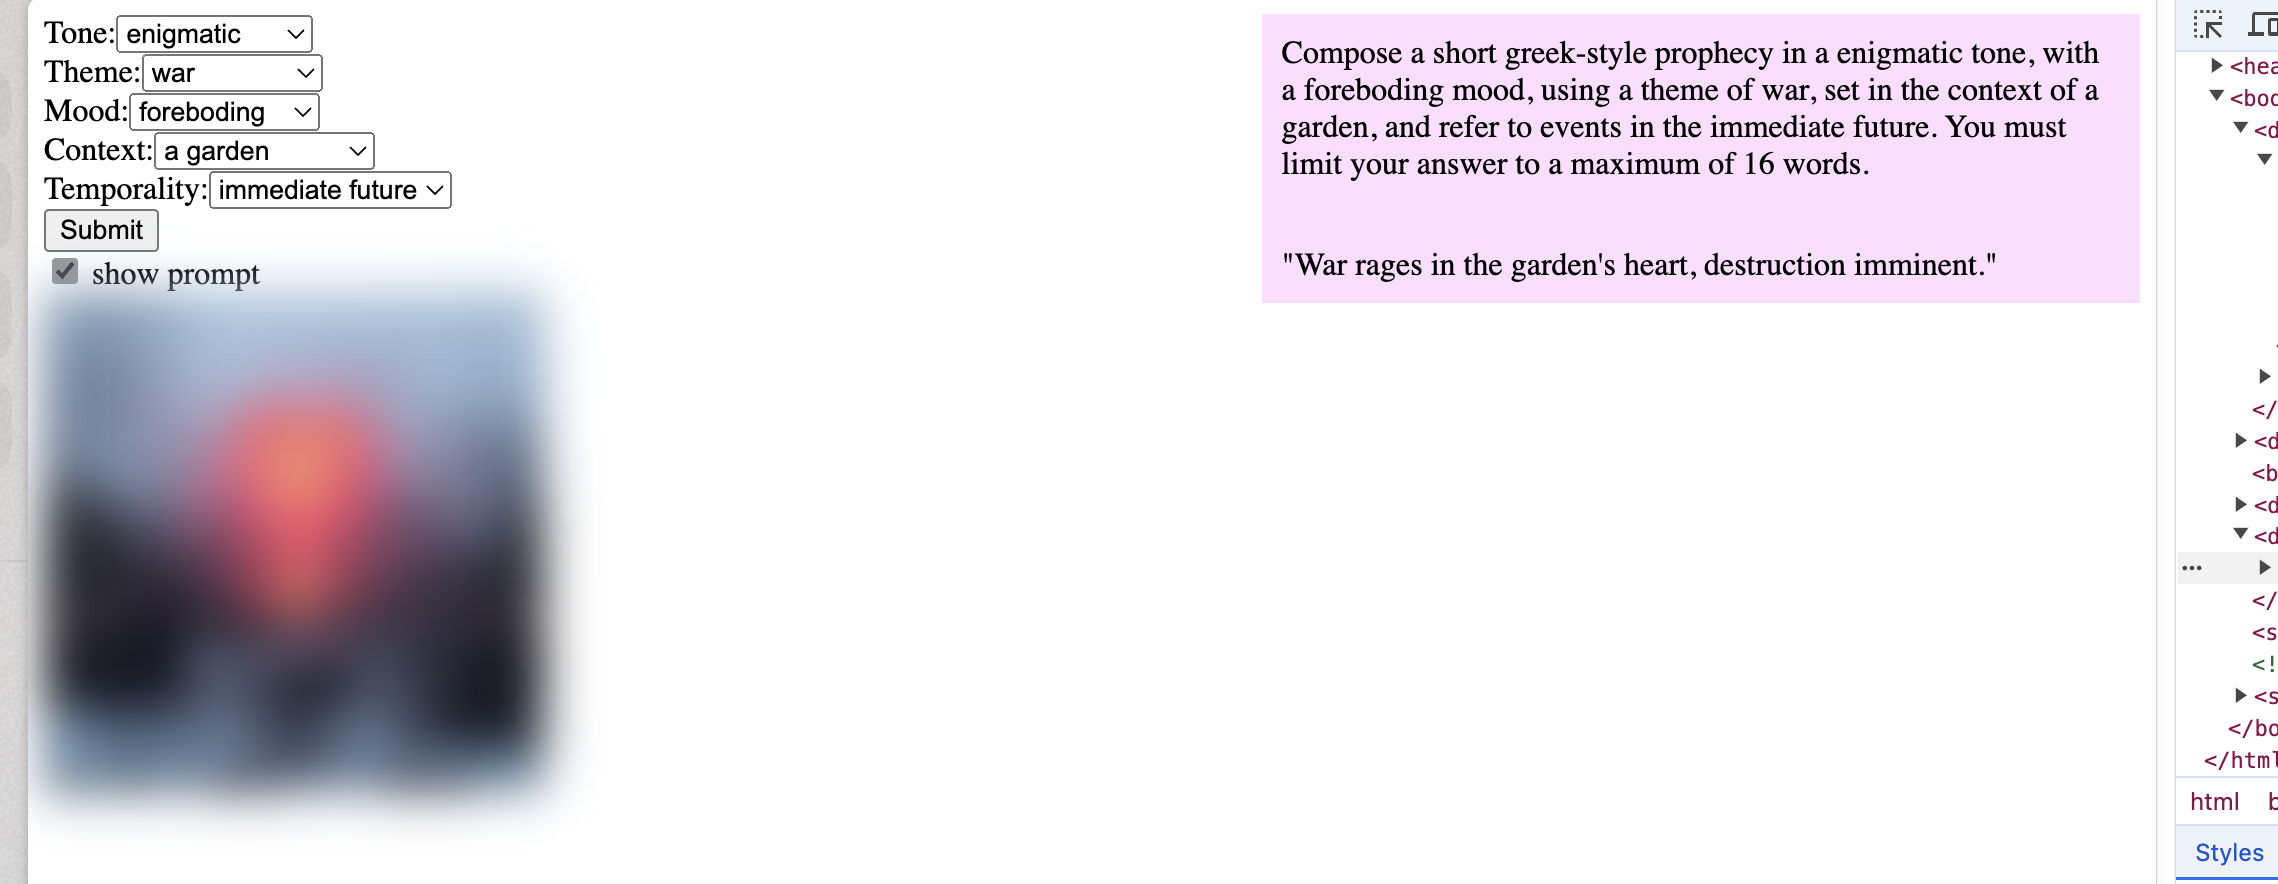 Tone: enigmatic
Theme: war
Mood: foreboding
Context: a garden
Temporality: immediate future
Submit
show prompt
Compose a short greek-style prophecy in a enigmatic tone, with
a foreboding mood, using a theme of war, set in the context of a
garden, and refer to events in the immediate future. You must
limit your answer to a maximum of 16 words.
"War rages in the garden's heart, destruction imminent."
<hea
<boc
<d
</
<d
<b
<d
<d
</
<s
<!
<s
</bo
</html
html b
Styles